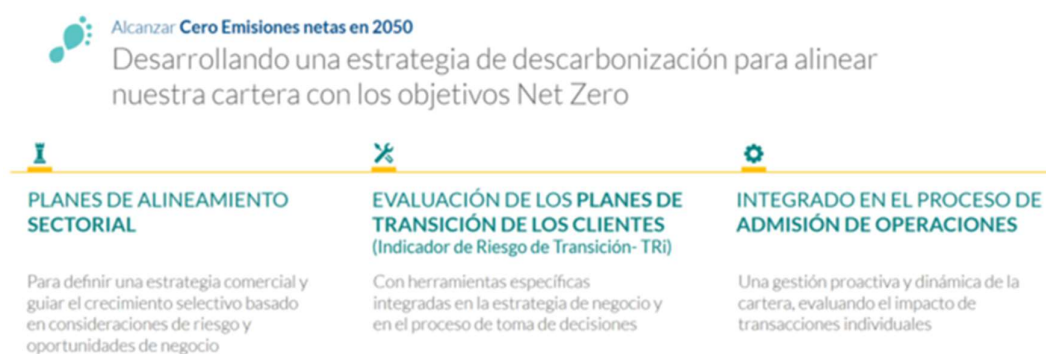 Alcanzar Cero Emisiones netas en 2050
Desarrollando una estrategia de descarbonización para alinear
nuestra cartera con los objetivos Net Zero
PLANES DE ALINEAMIENTO
SECTORIAL
Para definir una estrategia comercial y
guiar el crecimiento selectivo basado
en consideraciones de riesgo y
oportunidades de negocio
EVALUACIÓN DE LOS PLANES DE
TRANSICIÓN DE LOS CLIENTES
(Indicador de Riesgo de Transición- TRi)
Con herramientas específicas
integradas en la estrategia de negocio y
en el proceso de toma de decisiones
INTEGRADO EN EL PROCESO DE
ADMISIÓN DE OPERACIONES
Una gestión proactiva y dinámica de la
cartera, evaluando el impacto de
transacciones individuales